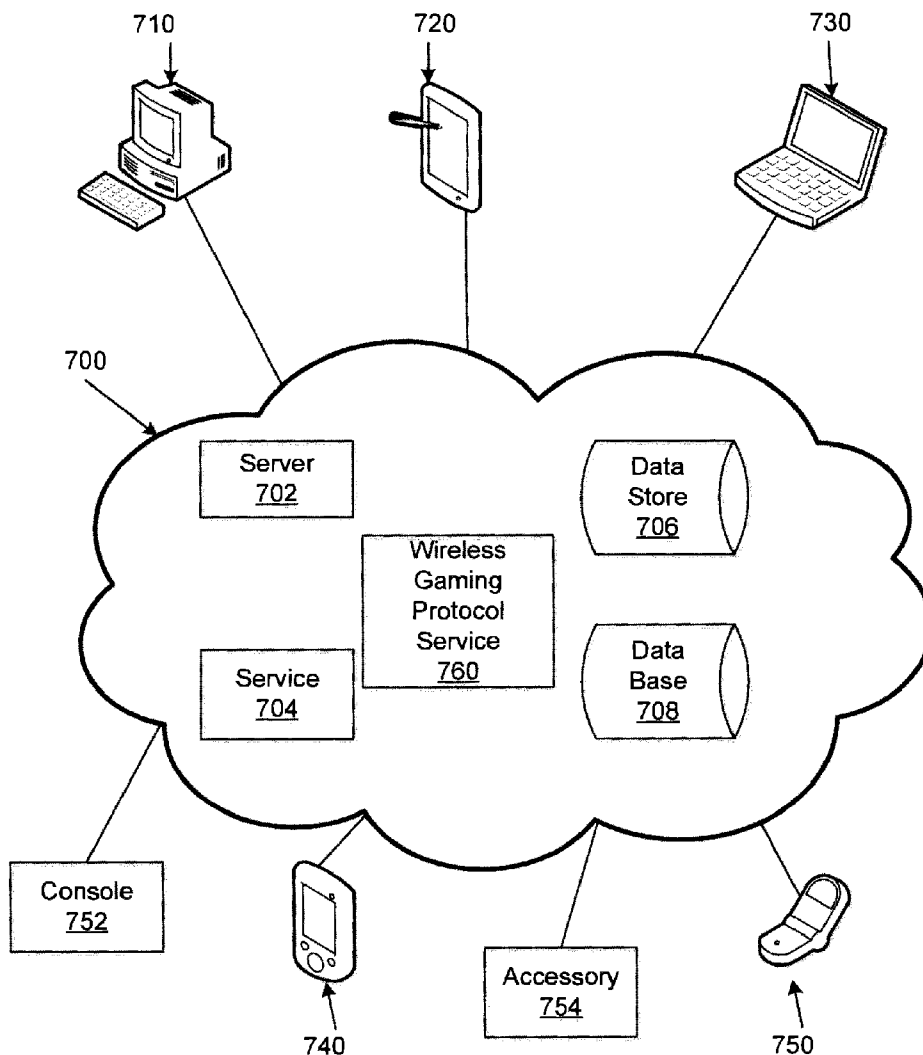 710
720
730
700
Server
702
Data
Store
706
Wireless
Gaming
Protocol
Service
760
Service
704
Data
Base
708
Console
752
Accessory
754
740
750